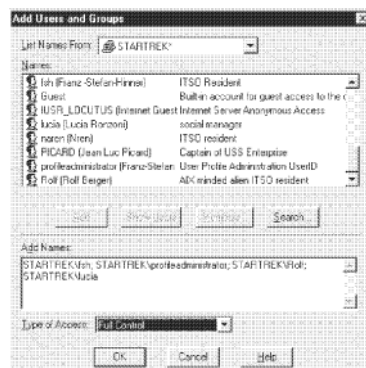 Add Users and Groups
List Names From: STARTREK*
Names:
fsh (Franz-Stefan-Hinner) ITSO Resident
Guest Built-in account for guest access to the c
IUSR_LOCUTUS (Internet Guest Internet Server Anonymous Access
lucia (Lucia Ronzoni) social manager
naren (Nren) ITSO resident
PICARD (Jean Luc Picard) Captain of USS Enterprise
profileadministrator (Franz-Stefan User Profile Administration UserID
Rolf (Rolf Berger) AIX minded alien ITSO resident
Add Show Users Members Search...
Add Names:
STARTREK\fsh; STARTREK\profileadministrator; STARTREK\Rolf;
STARTREK\lucia
Type of Access: Full Control
OK Cancel Help